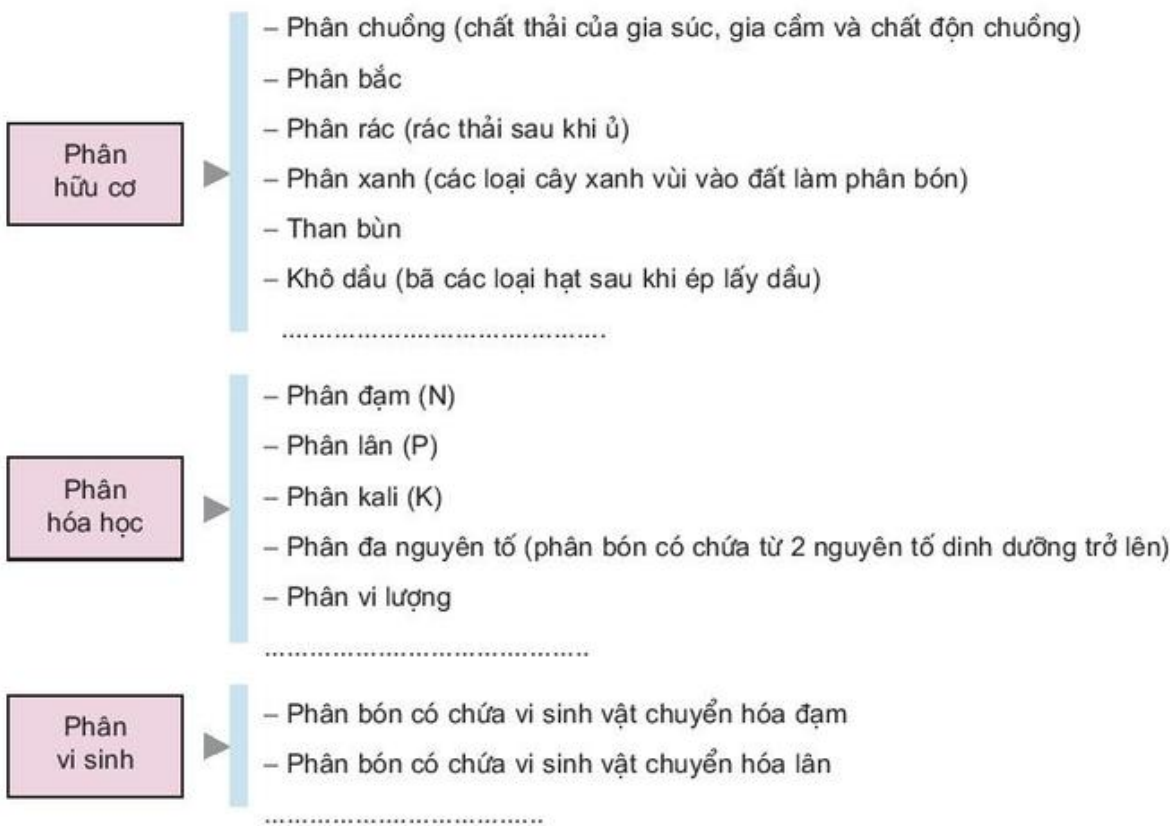 Phân
hữu cơ
– Phân chuồng (chất thải của gia súc, gia cầm và chất độn chuồng)
– Phân bắc
– Phân rác (rác thải sau khi ủ)
– Phân xanh (các loại cây xanh vùi vào đất làm phân bón)
– Than bùn
– Khô dầu (bã các loại hạt sau khi ép lấy dầu)
...........................................
Phân
hóa học
– Phân đạm (N)
– Phân lân (P)
– Phân kali (K)
– Phân đa nguyên tố (phân bón có chứa từ 2 nguyên tố dinh dưỡng trở lên)
– Phân vi lượng
...........................................
Phân
vi sinh
– Phân bón có chứa vi sinh vật chuyển hóa đạm
– Phân bón có chứa vi sinh vật chuyển hóa lân
.....................................